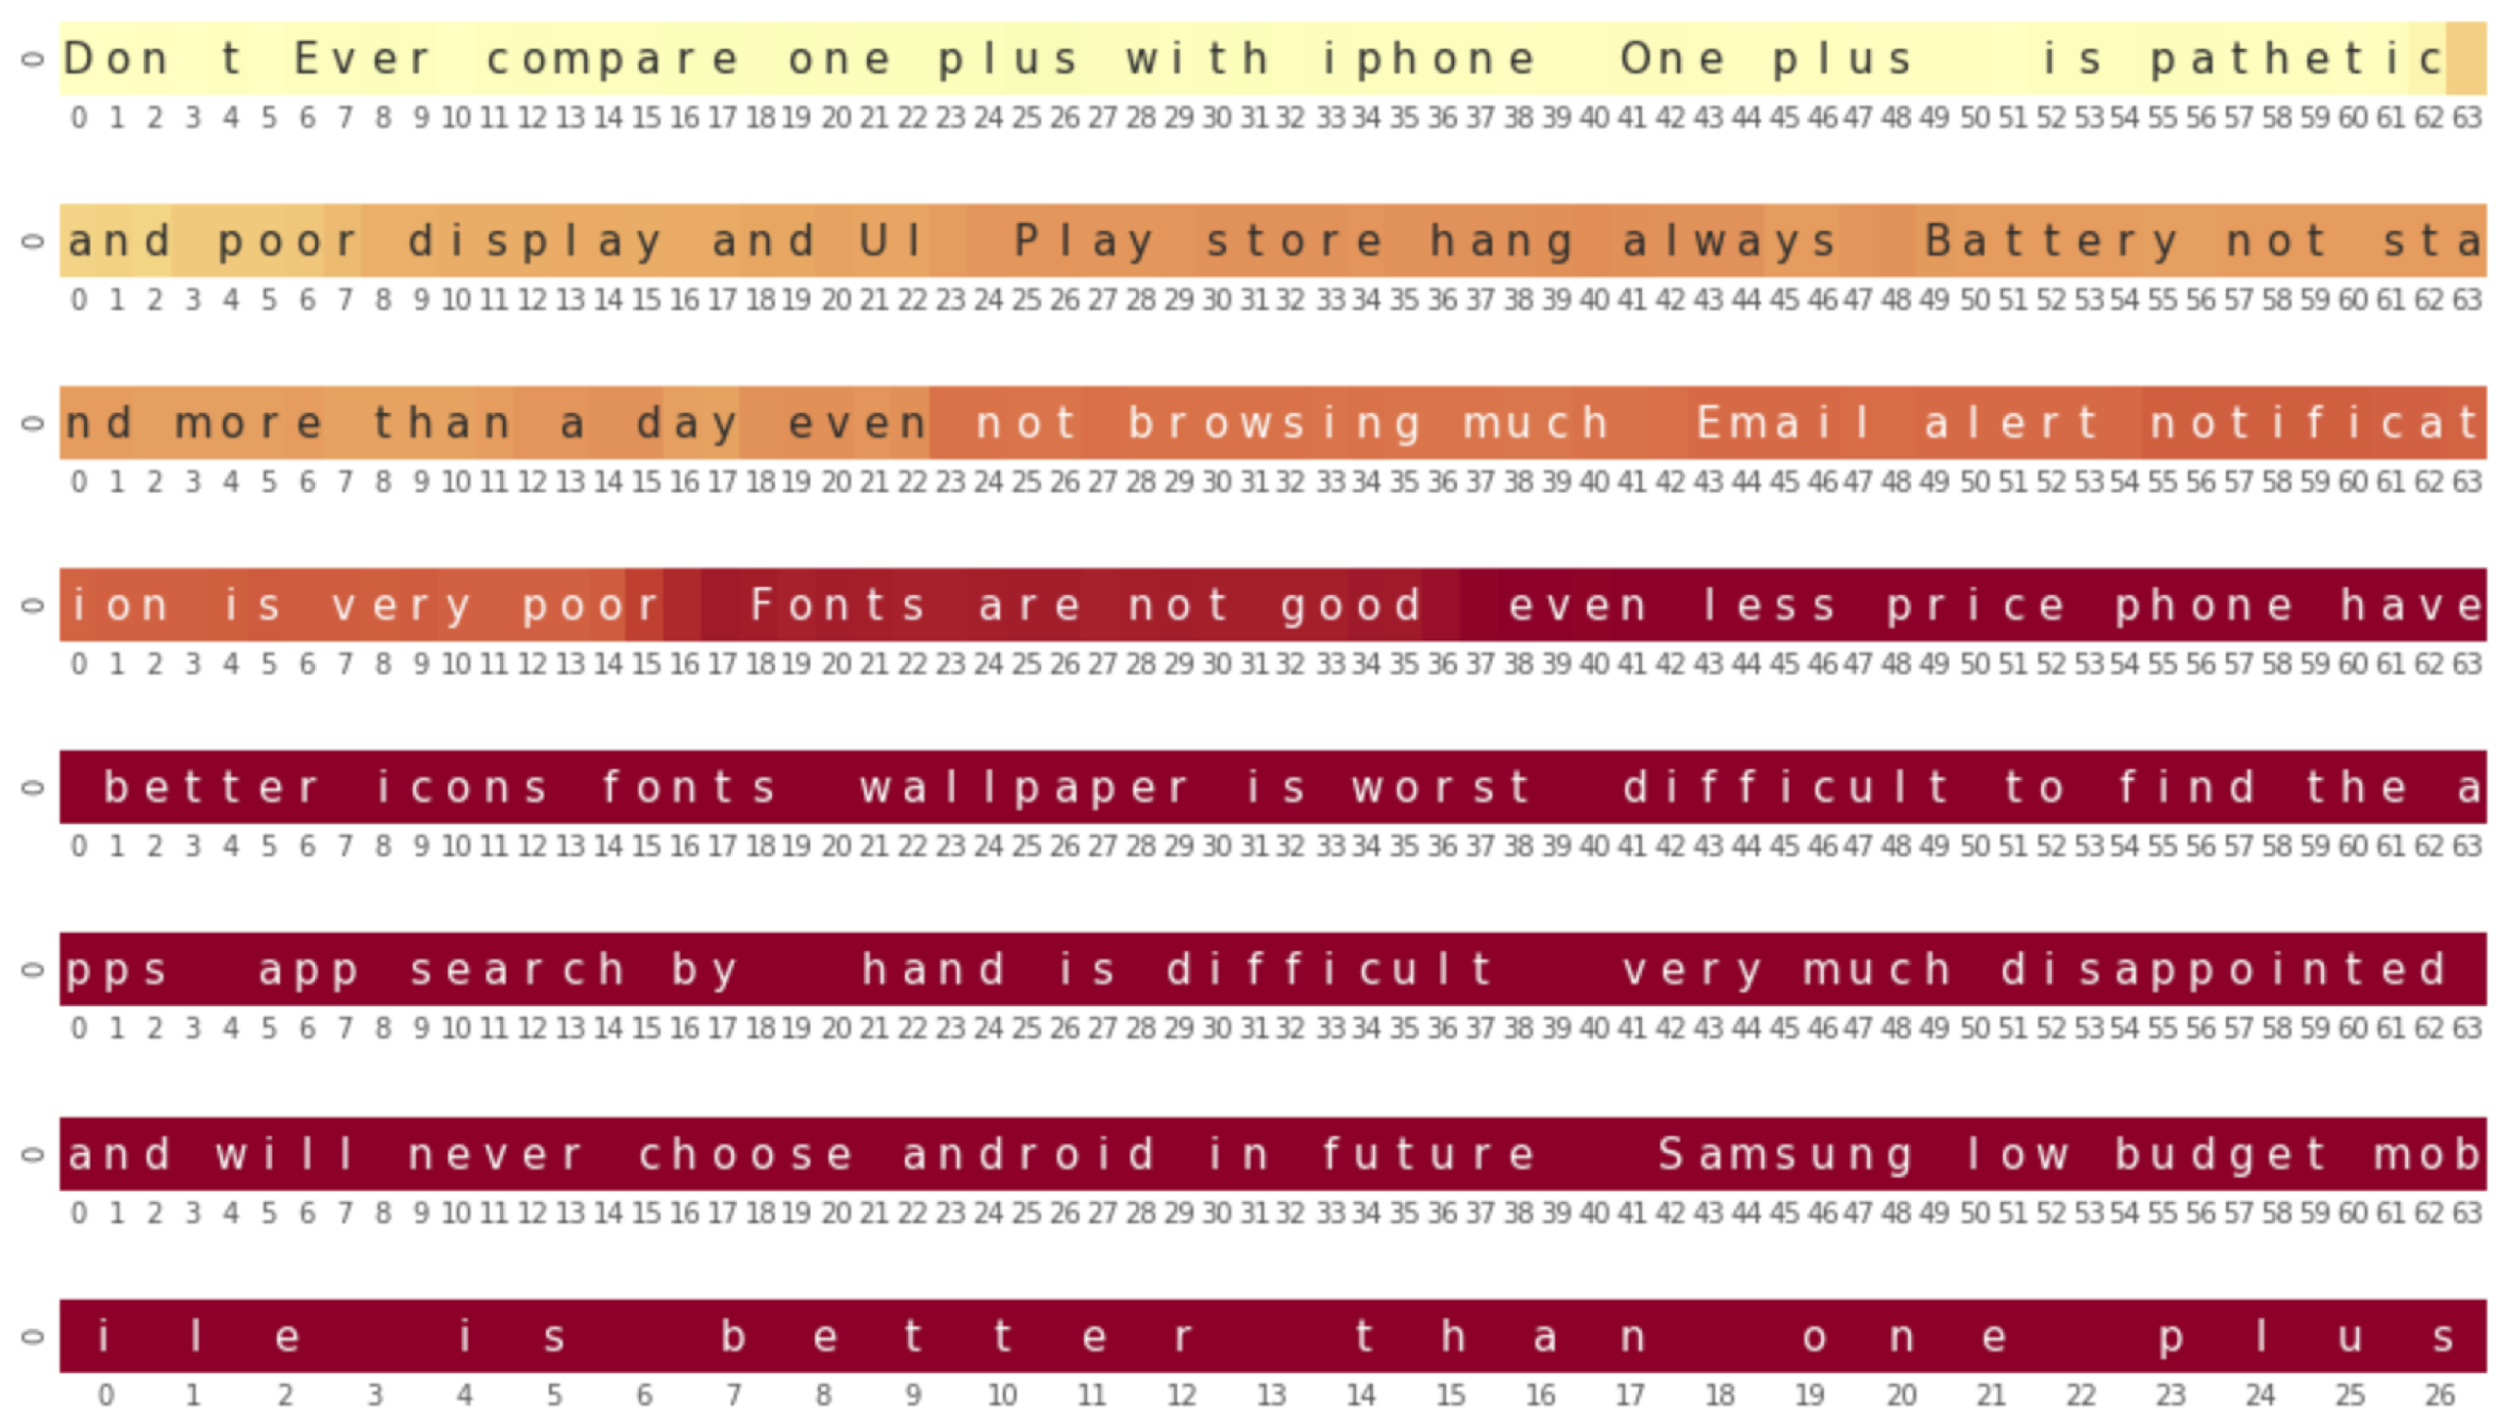 0 Don t Ever compare one plus with iphone  One plus   is pathetic
0 1 2 3 4 5 6 7 8 9 10 11 12 13 14 15 16 17 18 19 20 21 22 23 24 25 26 27 28 29 30 31 32 33 34 35 36 37 38 39 40 41 42 43 44 45 46 47 48 49 50 51 52 53 54 55 56 57 58 59 60 61 62 63
0 and poor display and UI  Play store hang always  Battery not sta
0 1 2 3 4 5 6 7 8 9 10 11 12 13 14 15 16 17 18 19 20 21 22 23 24 25 26 27 28 29 30 31 32 33 34 35 36 37 38 39 40 41 42 43 44 45 46 47 48 49 50 51 52 53 54 55 56 57 58 59 60 61 62 63
0 nd more than a day even not browsing much  Email alert notificat
0 1 2 3 4 5 6 7 8 9 10 11 12 13 14 15 16 17 18 19 20 21 22 23 24 25 26 27 28 29 30 31 32 33 34 35 36 37 38 39 40 41 42 43 44 45 46 47 48 49 50 51 52 53 54 55 56 57 58 59 60 61 62 63
0 ion is very poor  Fonts are not good  even less price phone have
0 1 2 3 4 5 6 7 8 9 10 11 12 13 14 15 16 17 18 19 20 21 22 23 24 25 26 27 28 29 30 31 32 33 34 35 36 37 38 39 40 41 42 43 44 45 46 47 48 49 50 51 52 53 54 55 56 57 58 59 60 61 62 63
0 better icons fonts  wallpaper is worst  difficult to find the a
0 1 2 3 4 5 6 7 8 9 10 11 12 13 14 15 16 17 18 19 20 21 22 23 24 25 26 27 28 29 30 31 32 33 34 35 36 37 38 39 40 41 42 43 44 45 46 47 48 49 50 51 52 53 54 55 56 57 58 59 60 61 62 63
0 pps  app search by   hand is difficult   very much disappointed
0 1 2 3 4 5 6 7 8 9 10 11 12 13 14 15 16 17 18 19 20 21 22 23 24 25 26 27 28 29 30 31 32 33 34 35 36 37 38 39 40 41 42 43 44 45 46 47 48 49 50 51 52 53 54 55 56 57 58 59 60 61 62 63
0 and will never choose android in future   Samsung low budget mob
0 1 2 3 4 5 6 7 8 9 10 11 12 13 14 15 16 17 18 19 20 21 22 23 24 25 26 27 28 29 30 31 32 33 34 35 36 37 38 39 40 41 42 43 44 45 46 47 48 49 50 51 52 53 54 55 56 57 58 59 60 61 62 63
0 ile is better than one plus
0 1 2 3 4 5 6 7 8 9 10 11 12 13 14 15 16 17 18 19 20 21 22 23 24 25 26